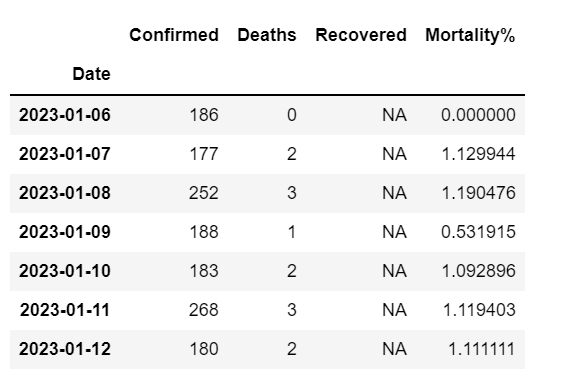 Confirmed Deaths Recovered Mortality%
Date
2023-01-06 186 0 NA 0.000000
2023-01-07 177 2 NA 1.129944
2023-01-08 252 3 NA 1.190476
2023-01-09 188 1 NA 0.531915
2023-01-10 183 2 NA 1.092896
2023-01-11 268 3 NA 1.119403
2023-01-12 180 2 NA 1.111111